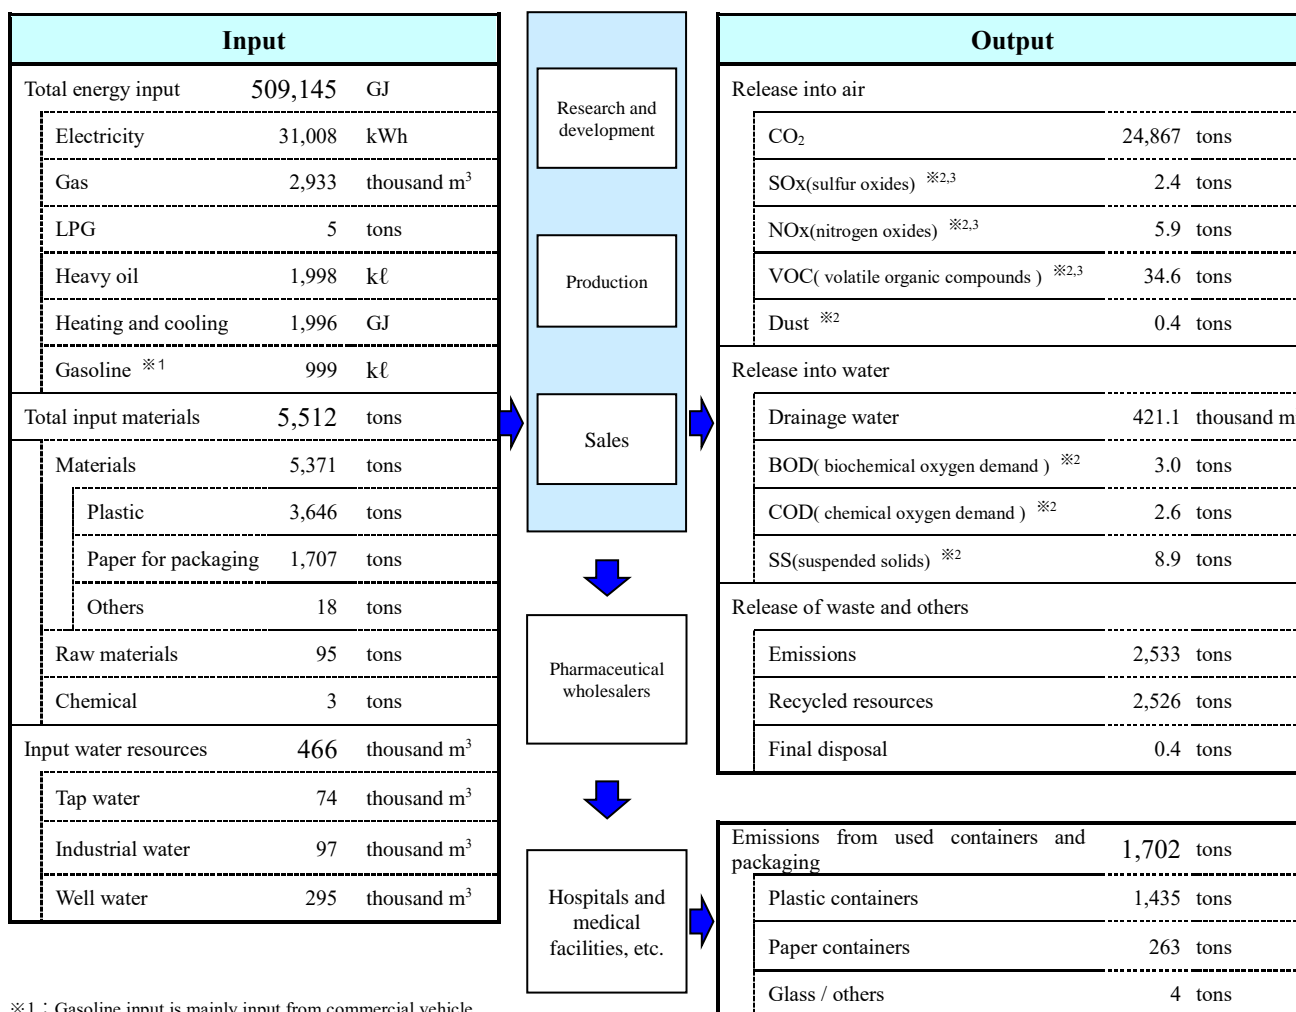 Input
Total energy input 509,145 GJ
Electricity 31,008 kWh
Gas 2,933 thousand m³
LPG 5 tons
Heavy oil 1,998 kℓ
Heating and cooling 1,996 GJ
Gasoline ※1 999 kℓ
Total input materials 5,512 tons
Materials 5,371 tons
Plastic 3,646 tons
Paper for packaging 1,707 tons
Others 18 tons
Raw materials 95 tons
Chemical 3 tons
Input water resources 466 thousand m³
Tap water 74 thousand m³
Industrial water 97 thousand m³
Well water 295 thousand m³
※1：Gasoline input is mainly input from commercial vehicle
Research and
development
Production
Sales
Pharmaceutical
wholesalers
Hospitals and
medical
facilities, etc.
Output
Release into air
CO₂ 24,867 tons
SOx(sulfur oxides) ※2,3 2.4 tons
NOx(nitrogen oxides) ※2,3 5.9 tons
VOC( volatile organic compounds ) ※2,3 34.6 tons
Dust ※2 0.4 tons
Release into water
Drainage water 421.1 thousand m
BOD( biochemical oxygen demand ) ※2 3.0 tons
COD( chemical oxygen demand ) ※2 2.6 tons
SS(suspended solids) ※2 8.9 tons
Release of waste and others
Emissions 2,533 tons
Recycled resources 2,526 tons
Final disposal 0.4 tons
Emissions from used containers and
packaging 1,702 tons
Plastic containers 1,435 tons
Paper containers 263 tons
Glass / others 4 tons